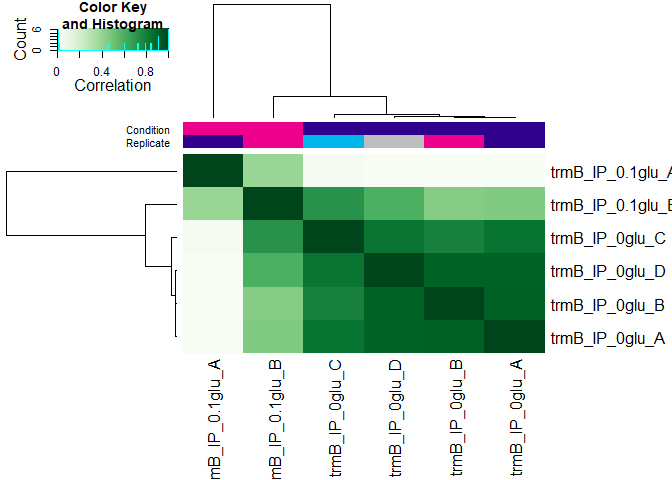 Color Key
and Histogram
Count
0 6
0 0.4 0.8
Correlation
Condition
Replicate
trmB_IP_0.1glu_A
trmB_IP_0.1glu_B
trmB_IP_0glu_C
trmB_IP_0glu_D
trmB_IP_0glu_B
trmB_IP_0glu_A
mB_IP_0.1glu_A
mB_IP_0.1glu_B
trmB_IP_0glu_C
trmB_IP_0glu_D
trmB_IP_0glu_B
trmB_IP_0glu_A